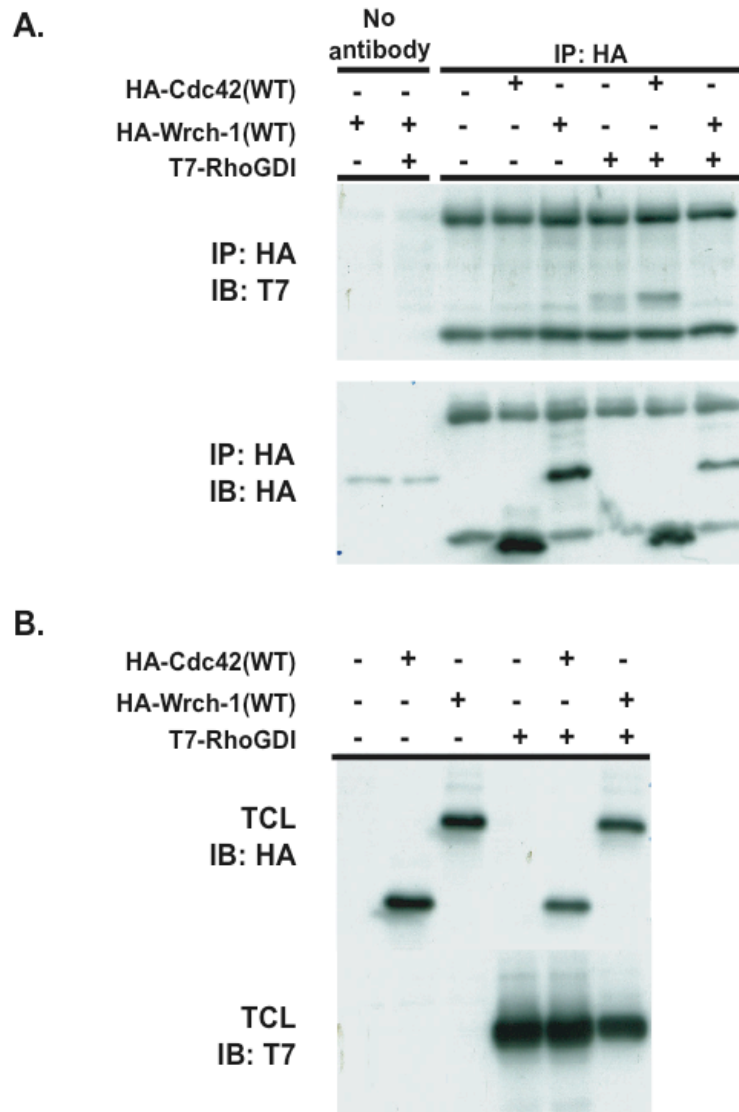 A.
No
antibody
IP: HA
HA-Cdc42(WT) - - - + - - + -
HA-Wrch-1(WT) + + - - + - - +
T7-RhoGDI - + - - - + + +
IP: HA
IB: T7
IP: HA
IB: HA
B.
HA-Cdc42(WT) - + - - + -
HA-Wrch-1(WT) - - + - - +
T7-RhoGDI - - - + + +
TCL
IB: HA
TCL
IB: T7